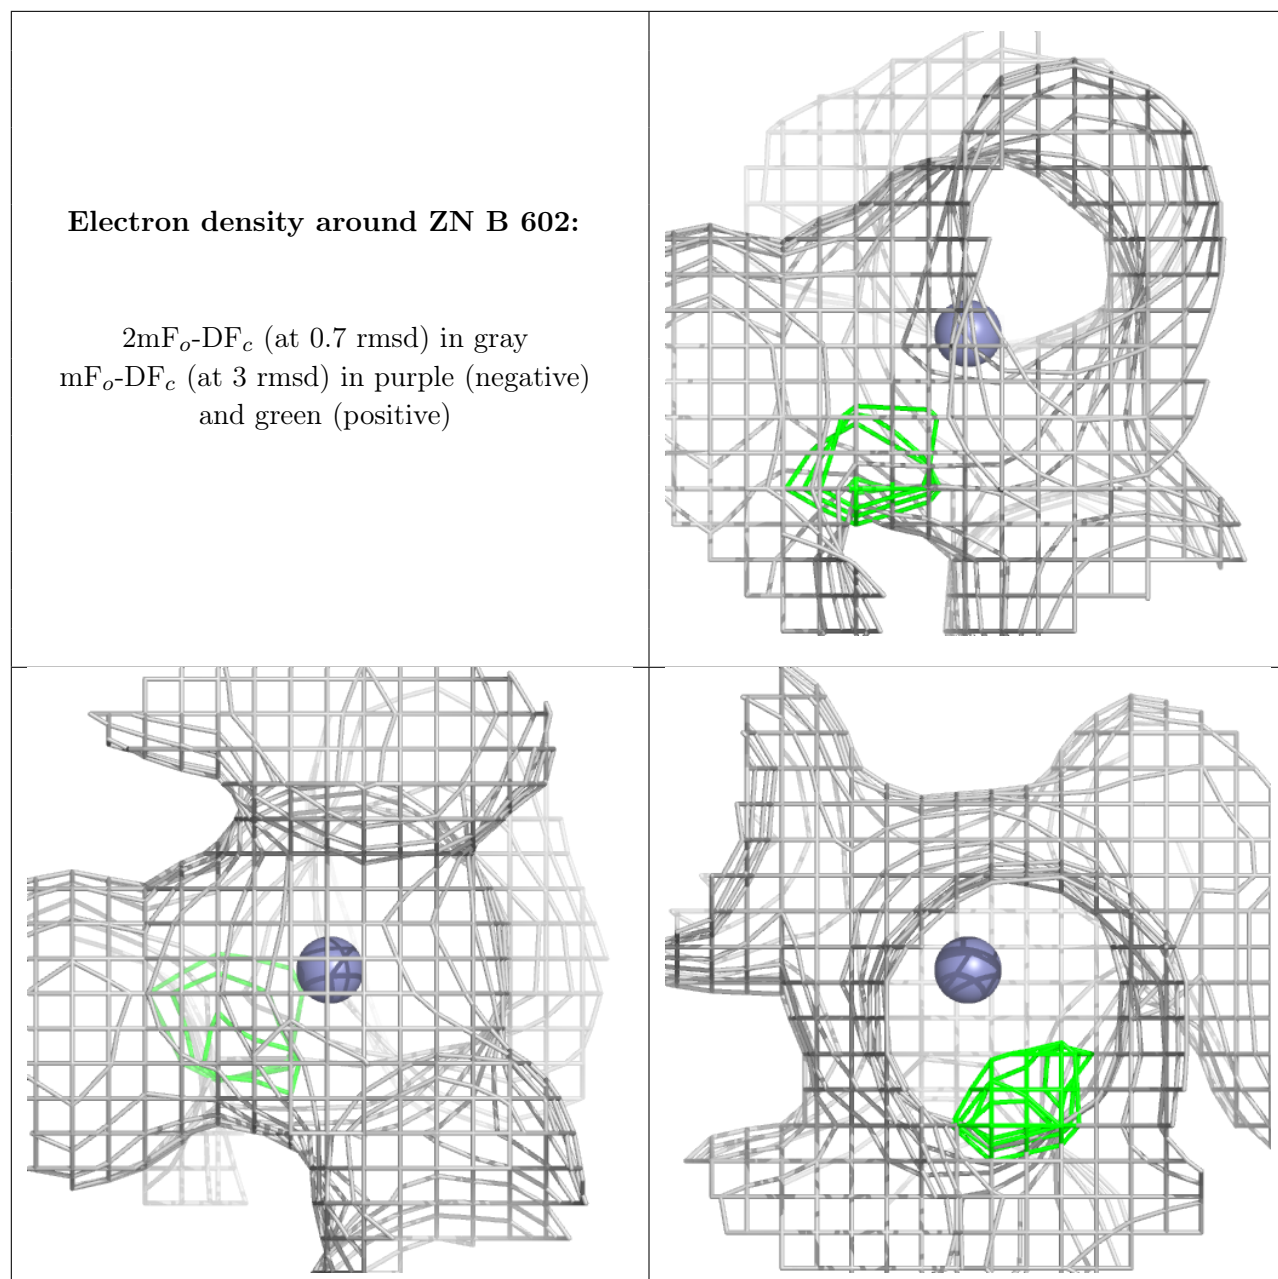 Electron density around ZN B 602:
2mFₒ-DF𝑐 (at 0.7 rmsd) in gray
mFₒ-DF𝑐 (at 3 rmsd) in purple (negative)
and green (positive)